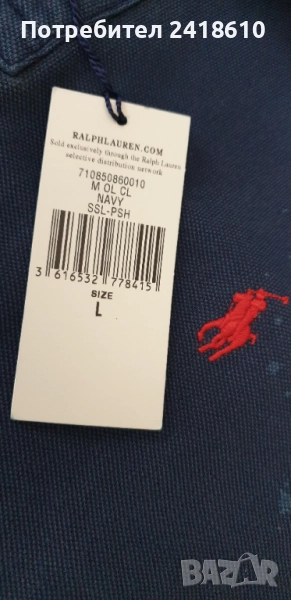 Потребител 2418610
RALPHLAUREN.COM
Sold exclusively through the Ralph Lauren
selective distribution network
710850860010
M OL CL
NAVY
SSL-PSH
3 616532 778415
SIZE
L
BAZAR